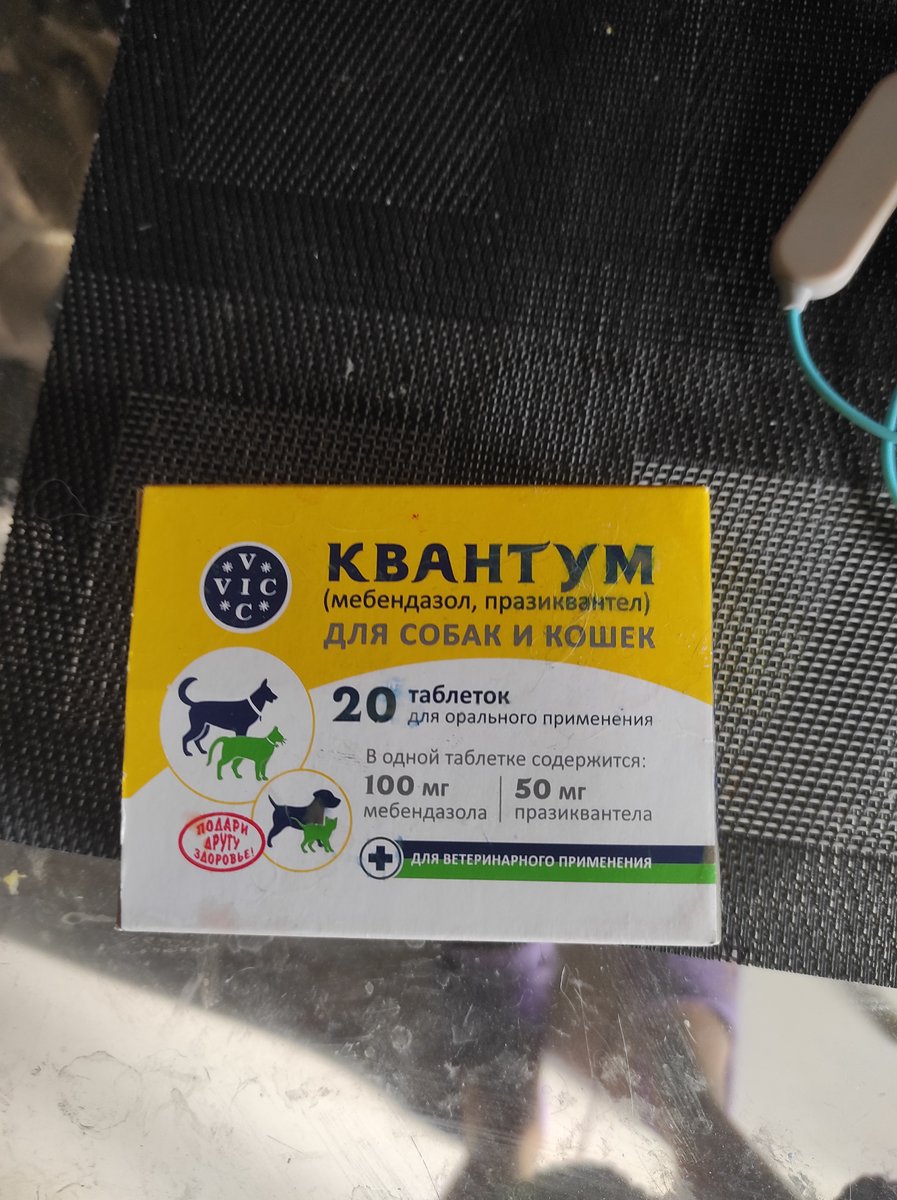 VIC
VIC
КВАНТУМ
(мебендазол, празиквантел)
ДЛЯ СОБАК И КОШЕК
20 таблеток
для орального применения
В одной таблетке содержится:
100 мг
мебендазола
50 мг
празиквантела
ПОДАРИ
ДРУГУ
ЗДОРОВЬЕ!
ДЛЯ ВЕТЕРИНАРНОГО ПРИМЕНЕНИЯ